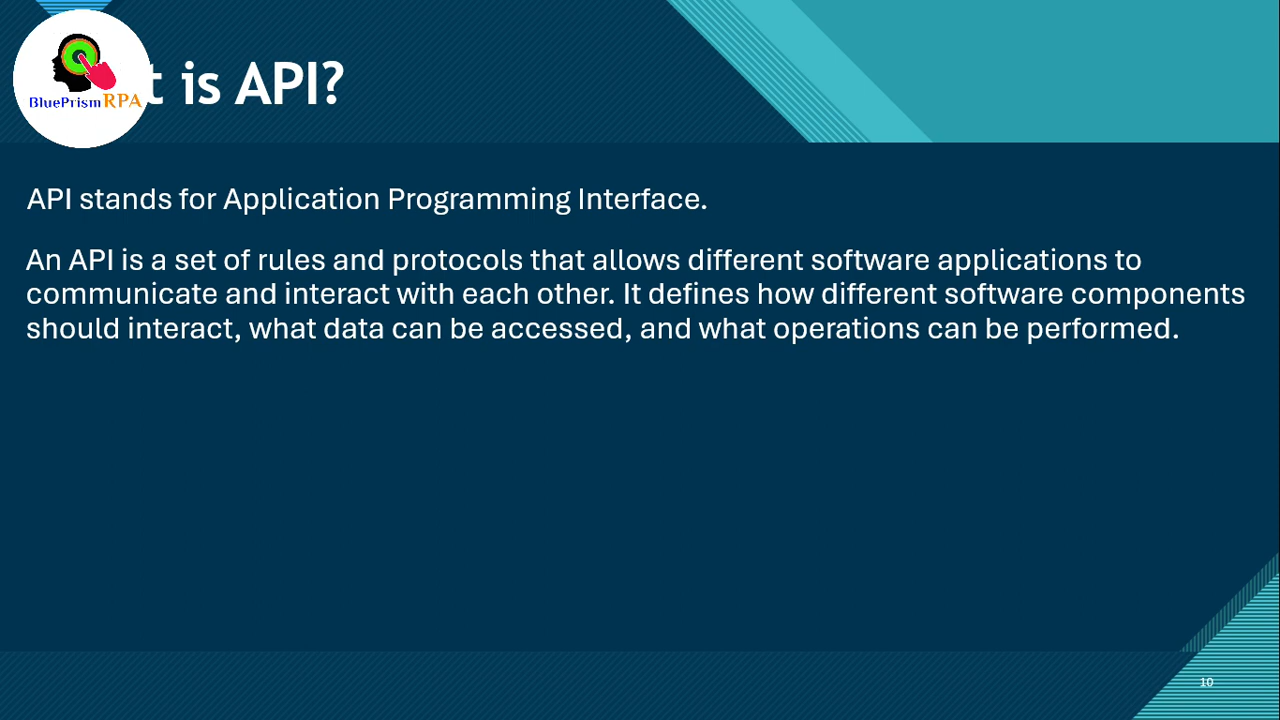 BluePrism RPA
t is API?
API stands for Application Programming Interface.
An API is a set of rules and protocols that allows different software applications to
communicate and interact with each other. It defines how different software components
should interact, what data can be accessed, and what operations can be performed.
10